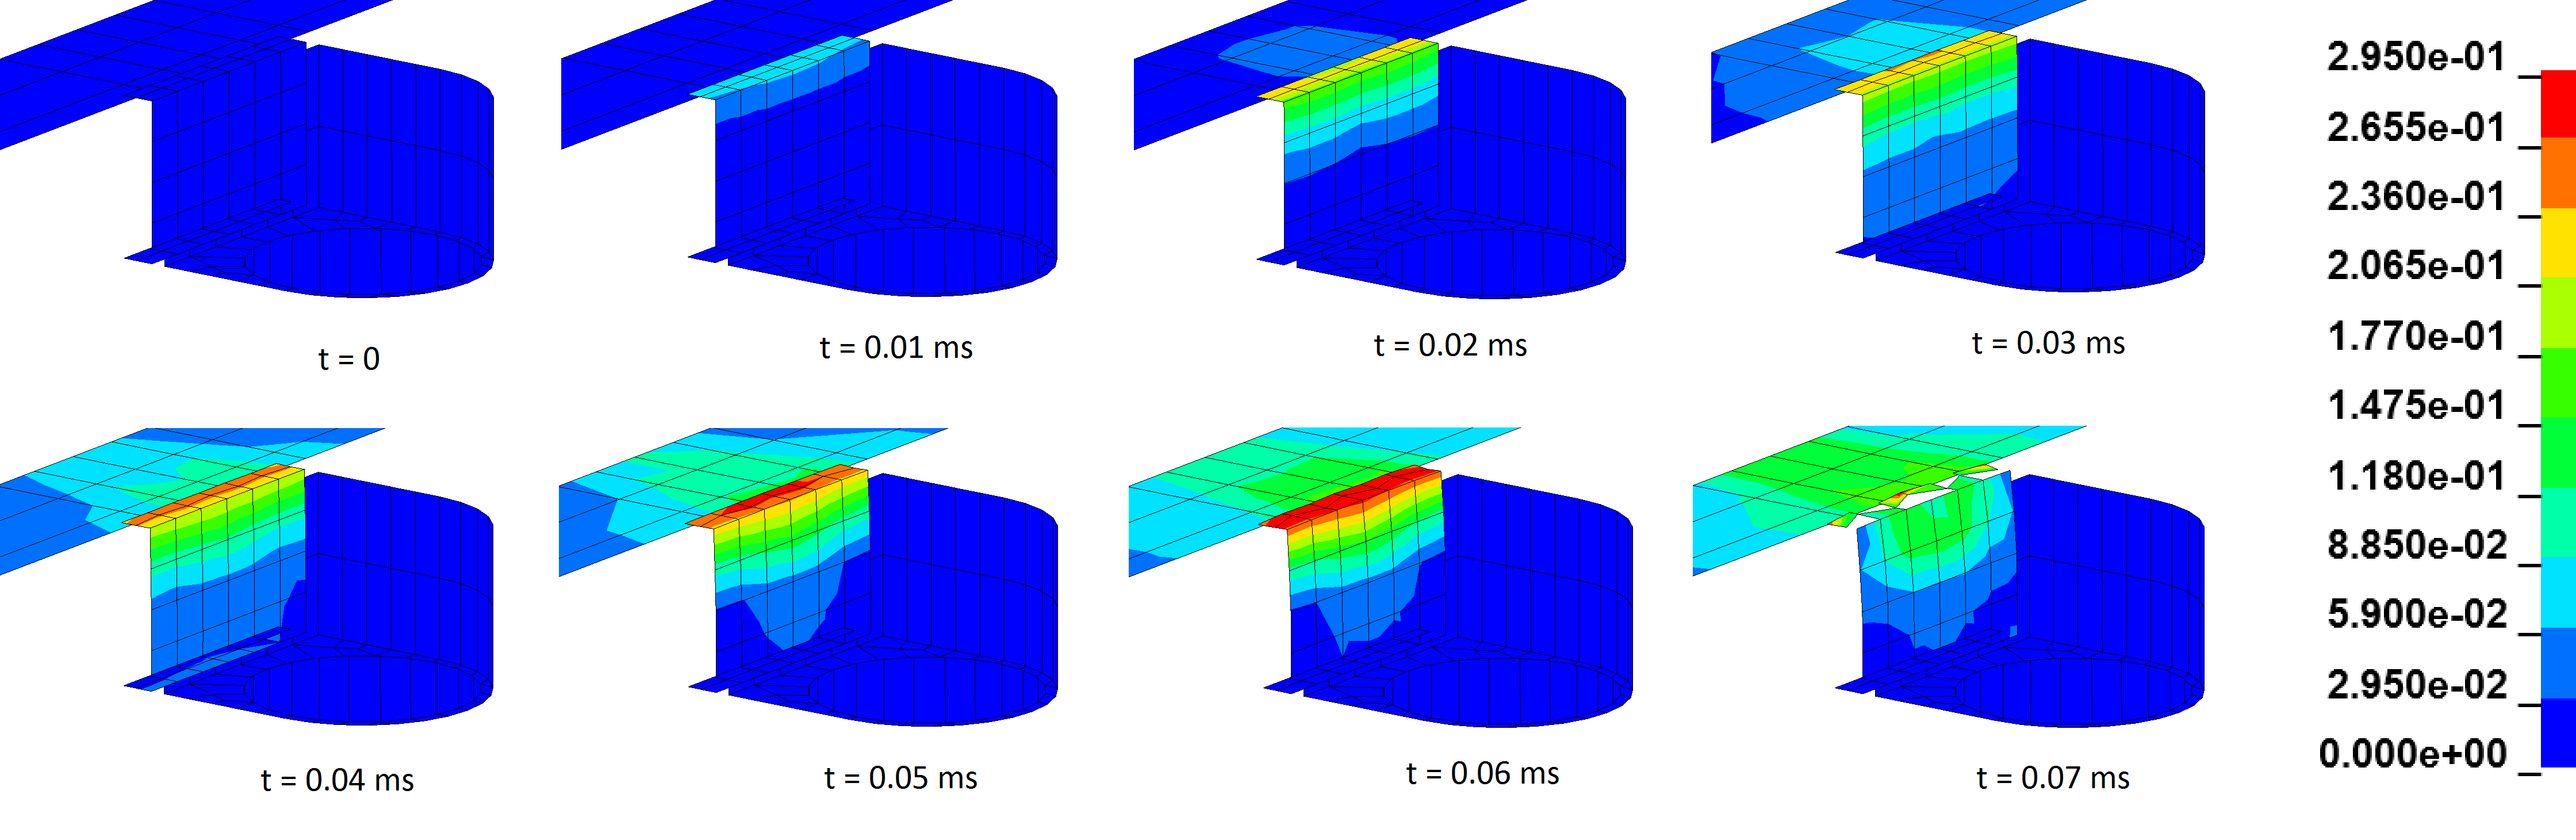 t = 0
t = 0.01 ms
t = 0.02 ms
t = 0.03 ms
t = 0.04 ms
t = 0.05 ms
t = 0.06 ms
t = 0.07 ms
2.950e-01
2.655e-01
2.360e-01
2.065e-01
1.770e-01
1.475e-01
1.180e-01
8.850e-02
5.900e-02
2.950e-02
0.000e+00